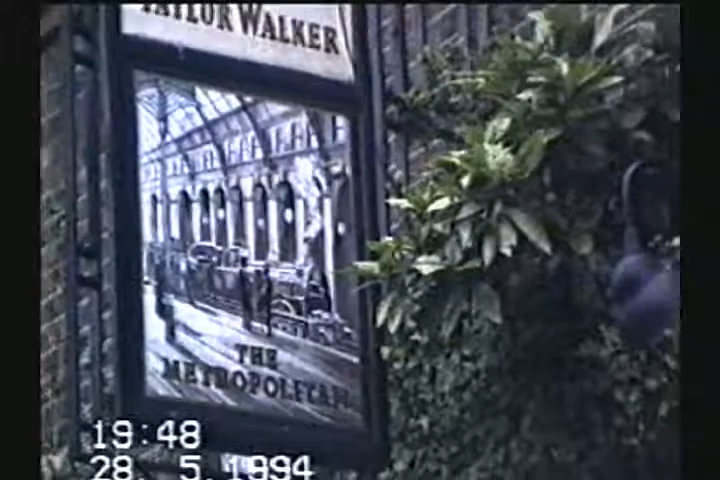 TAYLOR WALKER
THE
METROPOLITAN
19:48
28. 5.1994